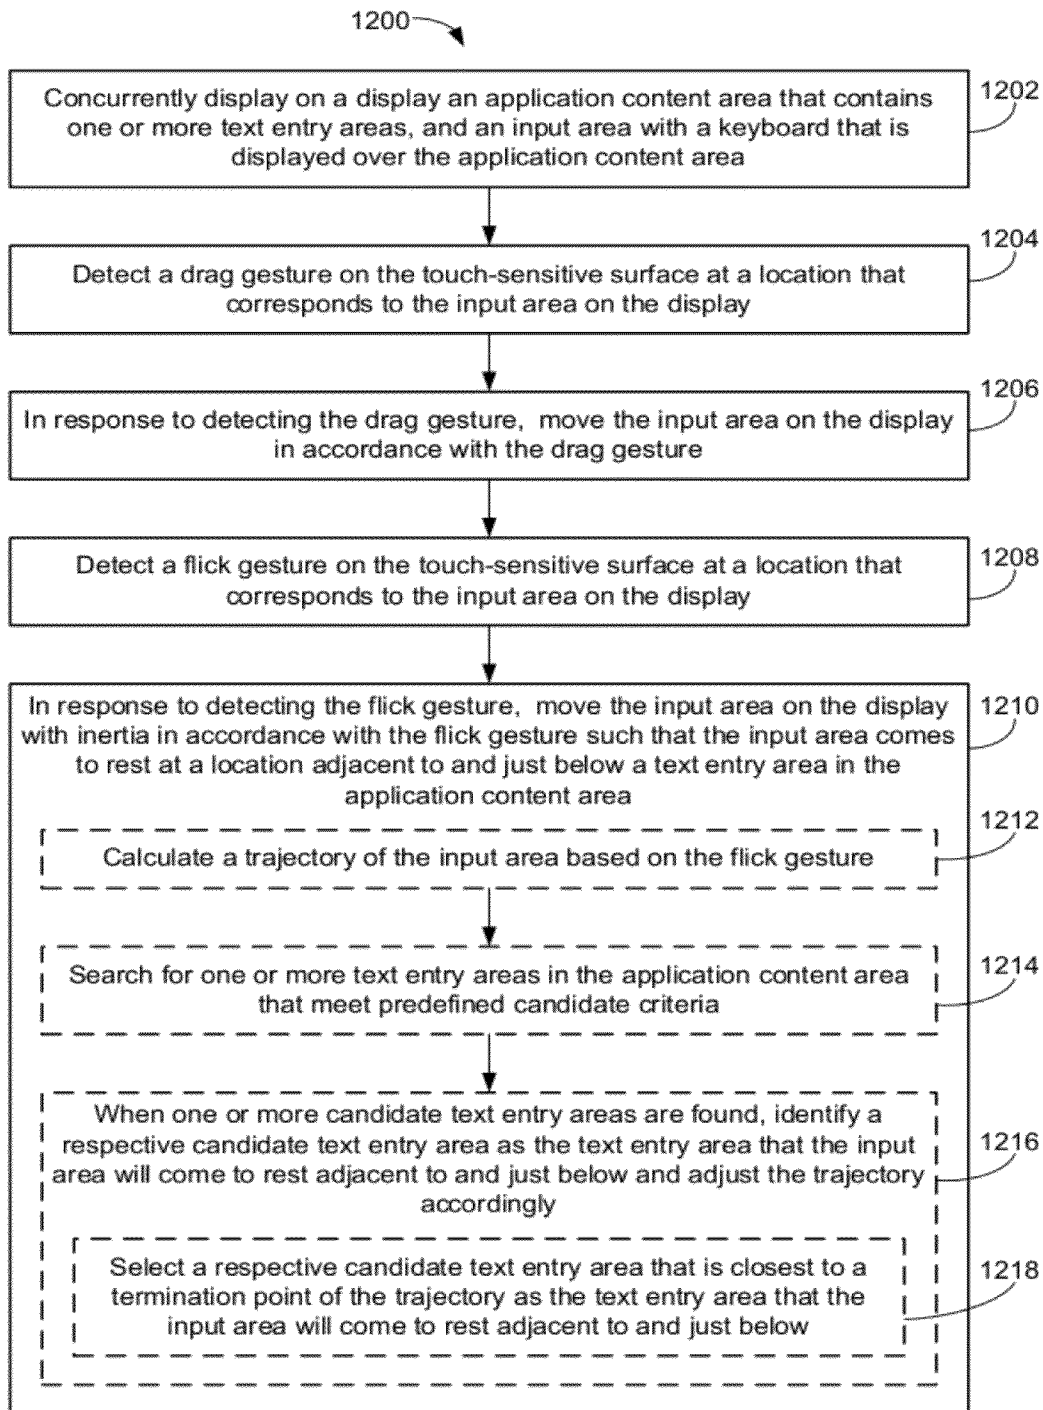 1200
Concurrently display on a display an application content area that contains
one or more text entry areas, and an input area with a keyboard that is
displayed over the application content area
1202
Detect a drag gesture on the touch-sensitive surface at a location that
corresponds to the input area on the display
1204
In response to detecting the drag gesture, move the input area on the display
in accordance with the drag gesture
1206
Detect a flick gesture on the touch-sensitive surface at a location that
corresponds to the input area on the display
1208
In response to detecting the flick gesture, move the input area on the display
with inertia in accordance with the flick gesture such that the input area comes
to rest at a location adjacent to and just below a text entry area in the
application content area
1210
Calculate a trajectory of the input area based on the flick gesture
1212
Search for one or more text entry areas in the application content area
that meet predefined candidate criteria
1214
When one or more candidate text entry areas are found, identify a
respective candidate text entry area as the text entry area that the input
area will come to rest adjacent to and just below and adjust the trajectory
accordingly
1216
Select a respective candidate text entry area that is closest to a
termination point of the trajectory as the text entry area that the
input area will come to rest adjacent to and just below
1218